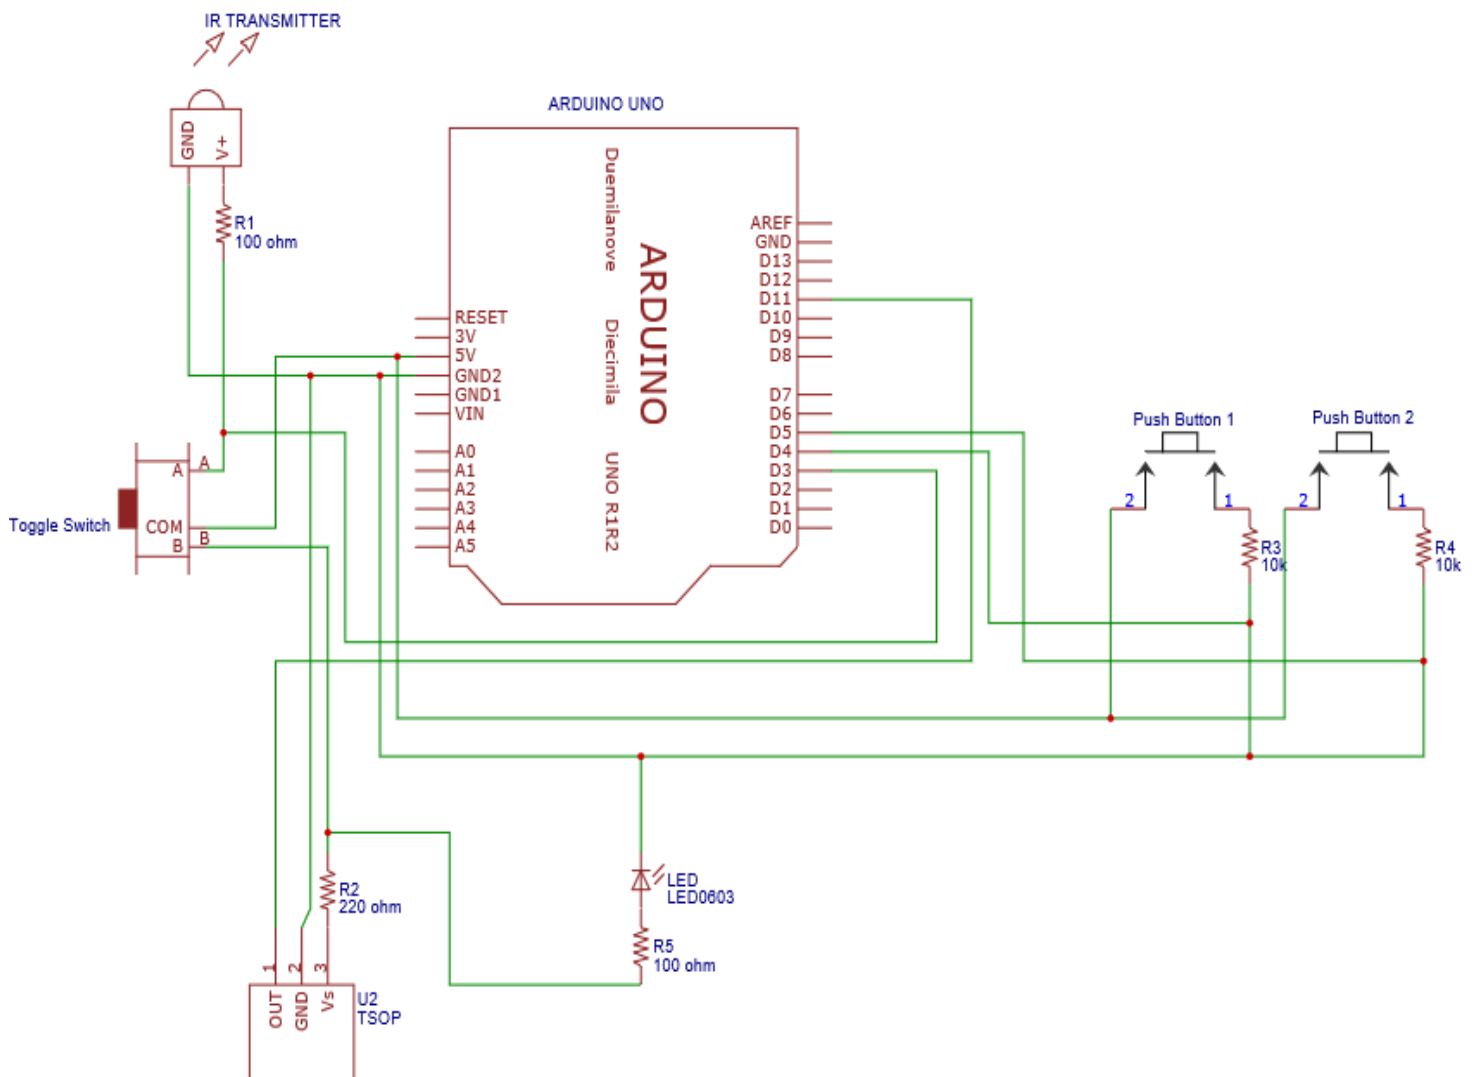 IR TRANSMITTER
GND
V+
R1
100 ohm
ARDUINO UNO
Duemilanove
Diecimila
UNO R1R2
ARDUINO
RESET
3V
5V
GND2
GND1
VIN
A0
A1
A2
A3
A4
A5
AREF
GND
D13
D12
D11
D10
D9
D8
D7
D6
D5
D4
D3
D2
D1
D0
Toggle Switch
A A
COM
B B
Push Button 1
2 1
R3
10k
Push Button 2
2 1
R4
10k
R2
220 ohm
LED
LED0603
R5
100 ohm
1 2 3
OUT
GND
Vs
U2
TSOP